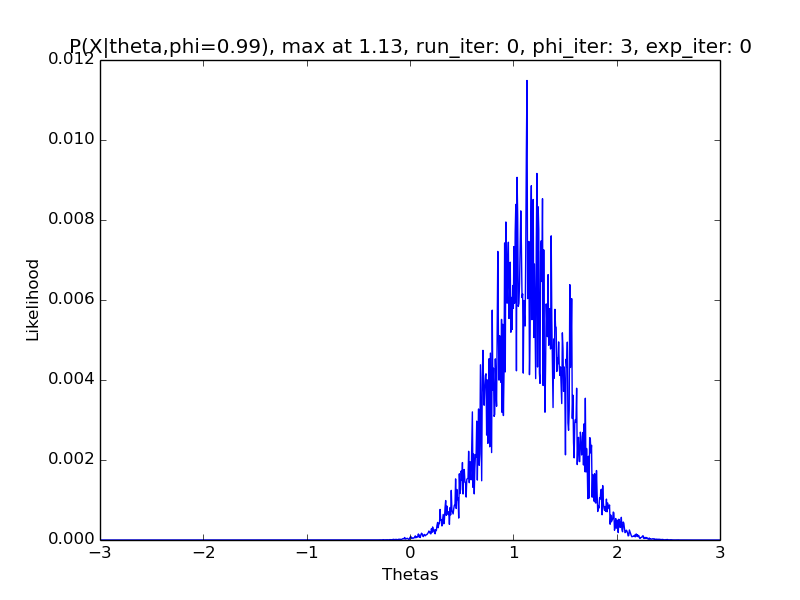 P(X|theta,phi=0.99), max at 1.13, run_iter: 0, phi_iter: 3, exp_iter: 0
0.012
0.010
0.008
0.006
0.004
0.002
0.000
Likelihood
−3 −2 −1 0 1 2 3
Thetas